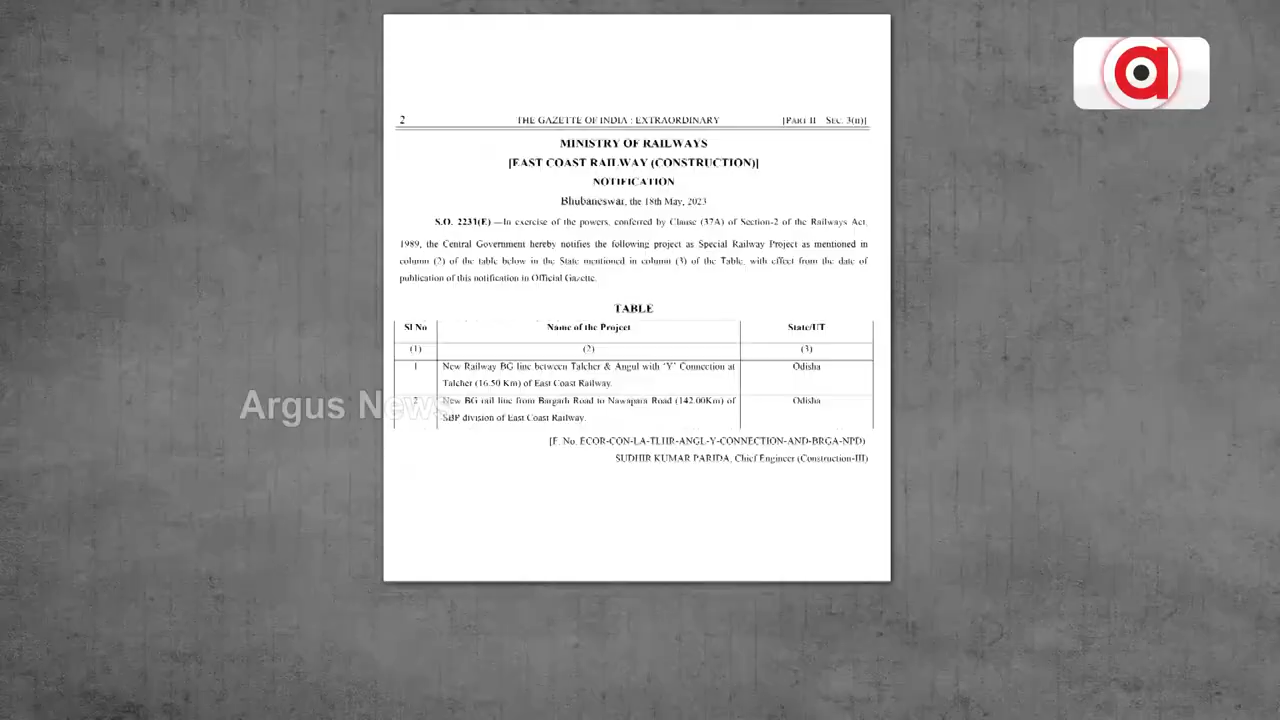 2 THE GAZETTE OF INDIA : EXTRAORDINARY [PART II SEC. 3(ii)]
MINISTRY OF RAILWAYS
[EAST COAST RAILWAY (CONSTRUCTION)]
NOTIFICATION
Bhubaneswar, the 18th May, 2023
S.O. 2231(E) —In exercise of the powers, conferred by Clause (37A) of Section-2 of the Railways Act,
1989, the Central Government hereby notifies the following project as Special Railway Project as mentioned in
column (2) of the table below in the State mentioned in column (3) of the Table, with effect from the date of
publication of this notification in Official Gazette.
TABLE
Sl No Name of the Project State/UT
(1) (2) (3)
1 New Railway BG line between Talcher & Angul with 'Y' Connection at Odisha
Talcher (16.50 Km) of East Coast Railway.
2 New BG rail line from Bargarh Road to Nawapara Road (142.00Km) of Odisha
SBP division of East Coast Railway.
[F. No. ECOR-CON-LA-TLHR-ANGL-Y-CONNECTION-AND-BRGA-NPD)
SUDHIR KUMAR PARIDA, Chief Engineer (Construction-III)
Argus News
a